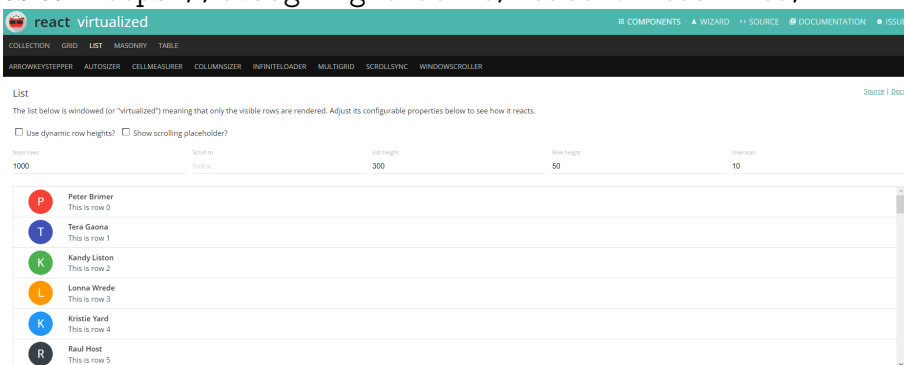 react virtualized
COMPONENTS WIZARD SOURCE DOCUMENTATION
COLLECTION GRID LIST MASONRY TABLE
ARROWKEYSTEPPER AUTOSIZER CELLMEASURER COLUMNSIZER INFINITELOADER MULTIGRID SCROLLSYNC WINDOWSCROLLER
List
Source |
The list below is windowed (or "virtualized") meaning that only the visible rows are rendered. Adjust its configurable properties below to see how it reacts.
Use dynamic row heights? Show scrolling placeholder?
Num rows Scroll to List height Row height Overscan
1000 Index... 300 50 10
P
Peter Brimer
This is row 0
T
Tera Gaona
This is row 1
K
Kandy Liston
This is row 2
L
Lonna Wrede
This is row 3
K
Kristie Yard
This is row 4
R
Raul Host
This is row 5